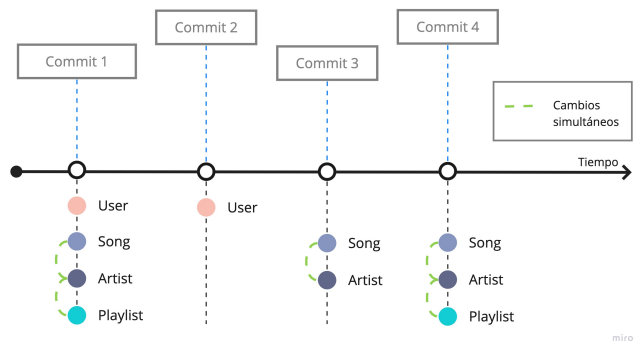 Commit 1
Commit 2
Commit 3
Commit 4
Cambios
simultáneos
Tiempo
User
Song
Artist
Playlist
User
Song
Artist
Song
Artist
Playlist
miro